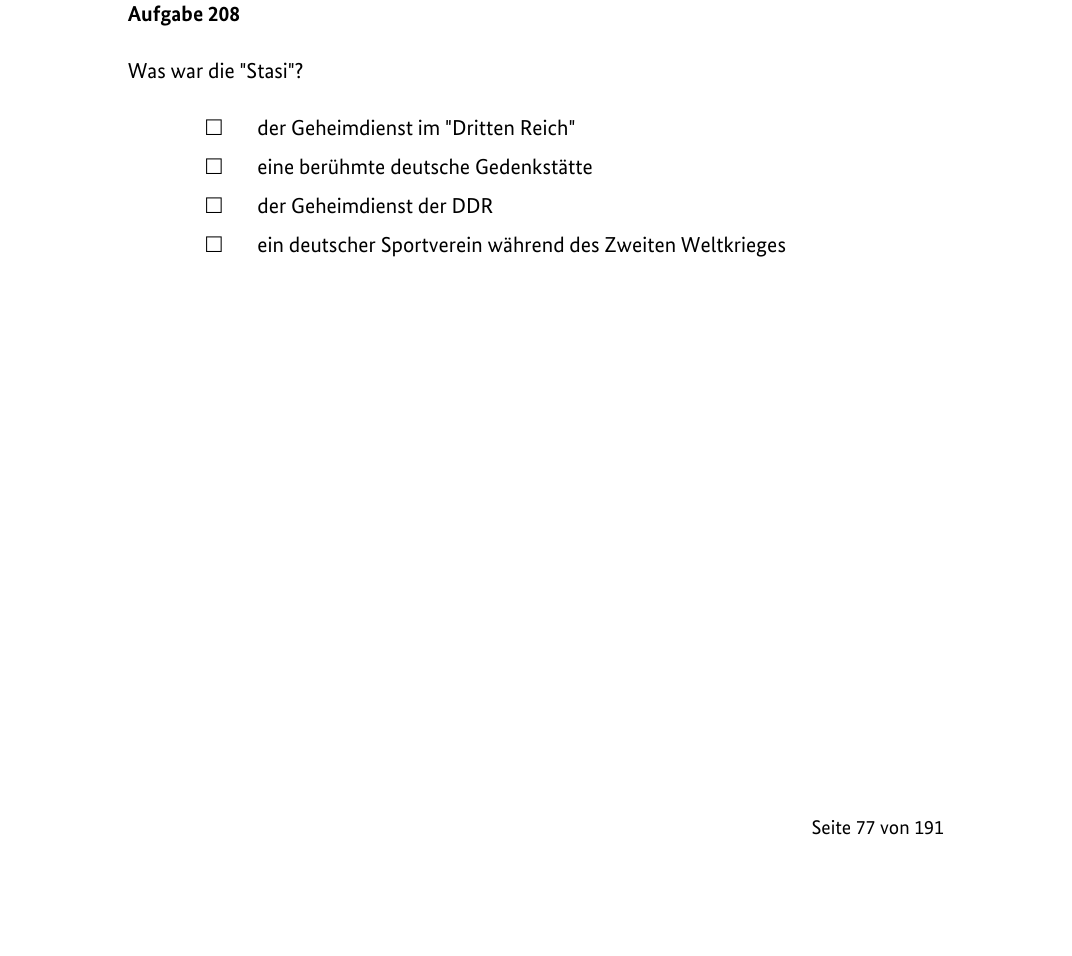 Aufgabe 208
Was war die "Stasi"?
☐ der Geheimdienst im "Dritten Reich"
☐ eine berühmte deutsche Gedenkstätte
☐ der Geheimdienst der DDR
☐ ein deutscher Sportverein während des Zweiten Weltkrieges
Seite 77 von 191